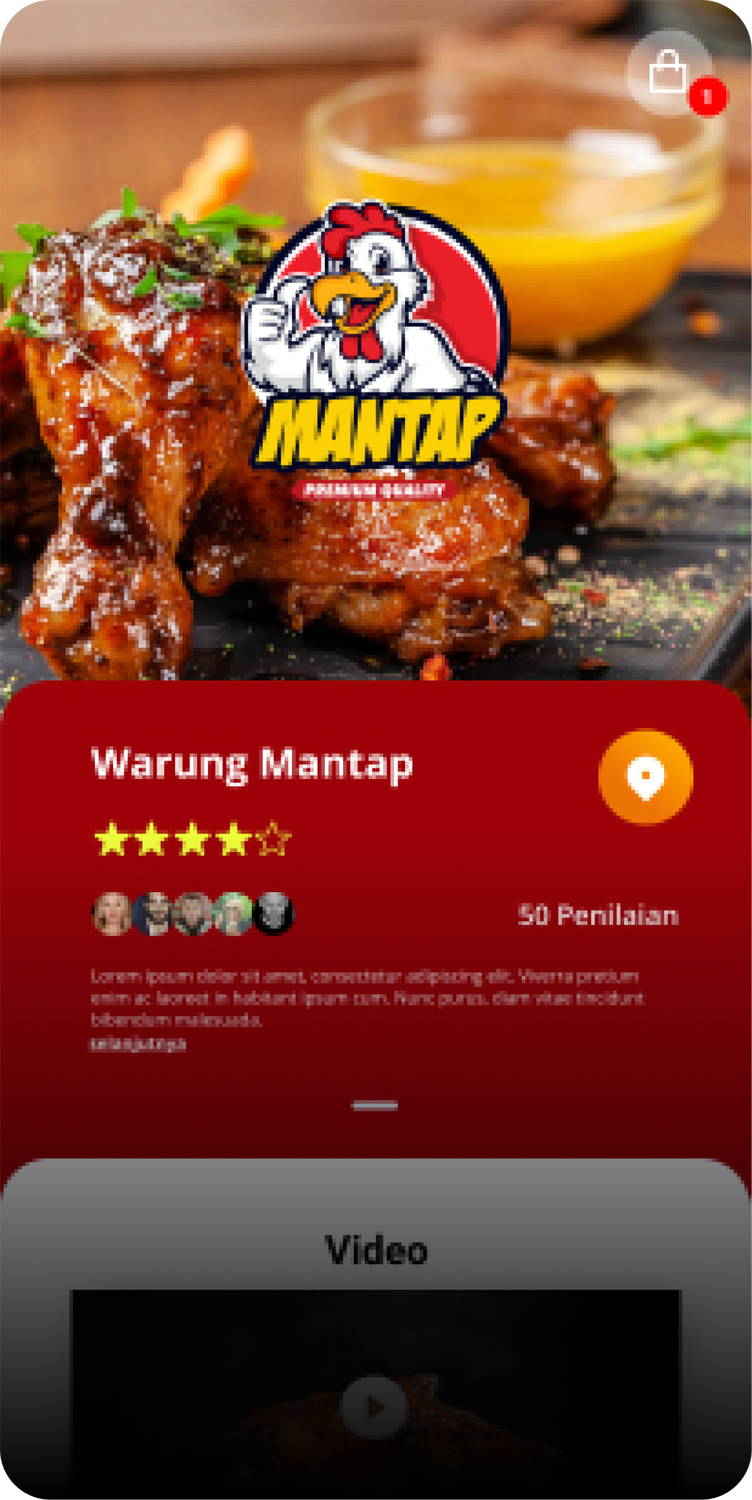 1
MANTAP
PREMIUM QUALITY
Warung Mantap
50 Penilaian
Lorem ipsum dolor sit amet, consectetur adipiscing elit. Viverra pretium
enim ac laoreet in habitant ipsum cum. Nunc purus, diam vitae tincidunt
bibendum malesuada.
selanjutnya
Video